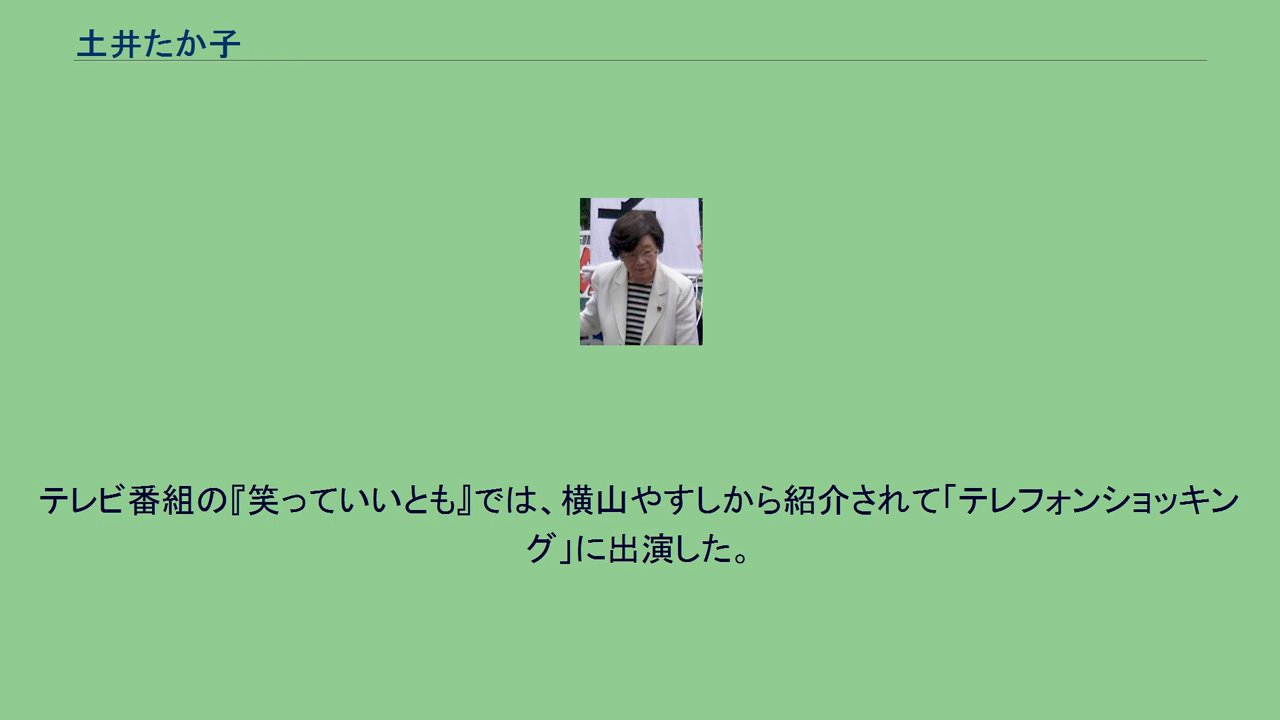 土井たか子
テレビ番組の『笑っていいとも』では、横山やすしから紹介されて「テレフォンショッキン
グ」に出演した。